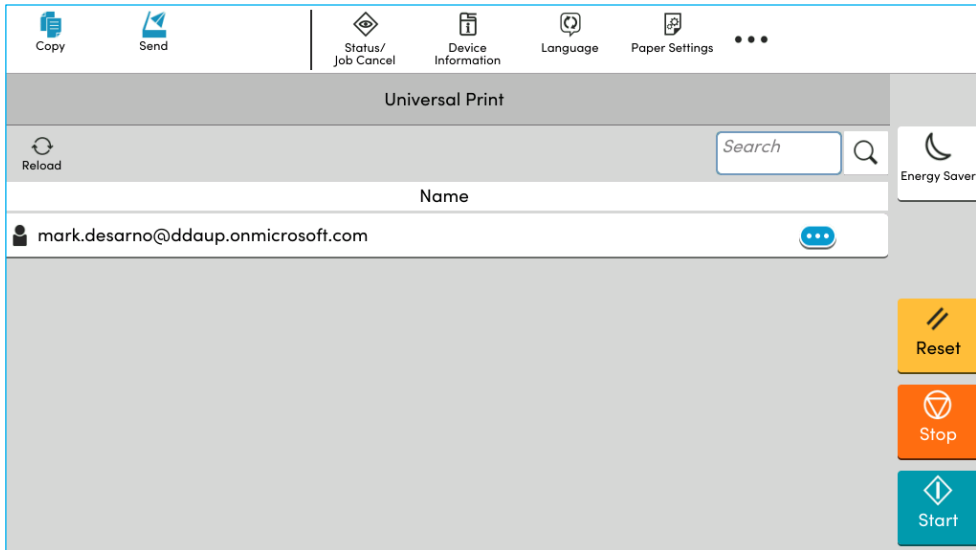 Copy
Send
Status/
Job Cancel
Device
Information
Language
Paper Settings
Universal Print
Reload
Search
Energy Saver
Name
mark.desarno@ddaup.onmicrosoft.com
Reset
Stop
Start